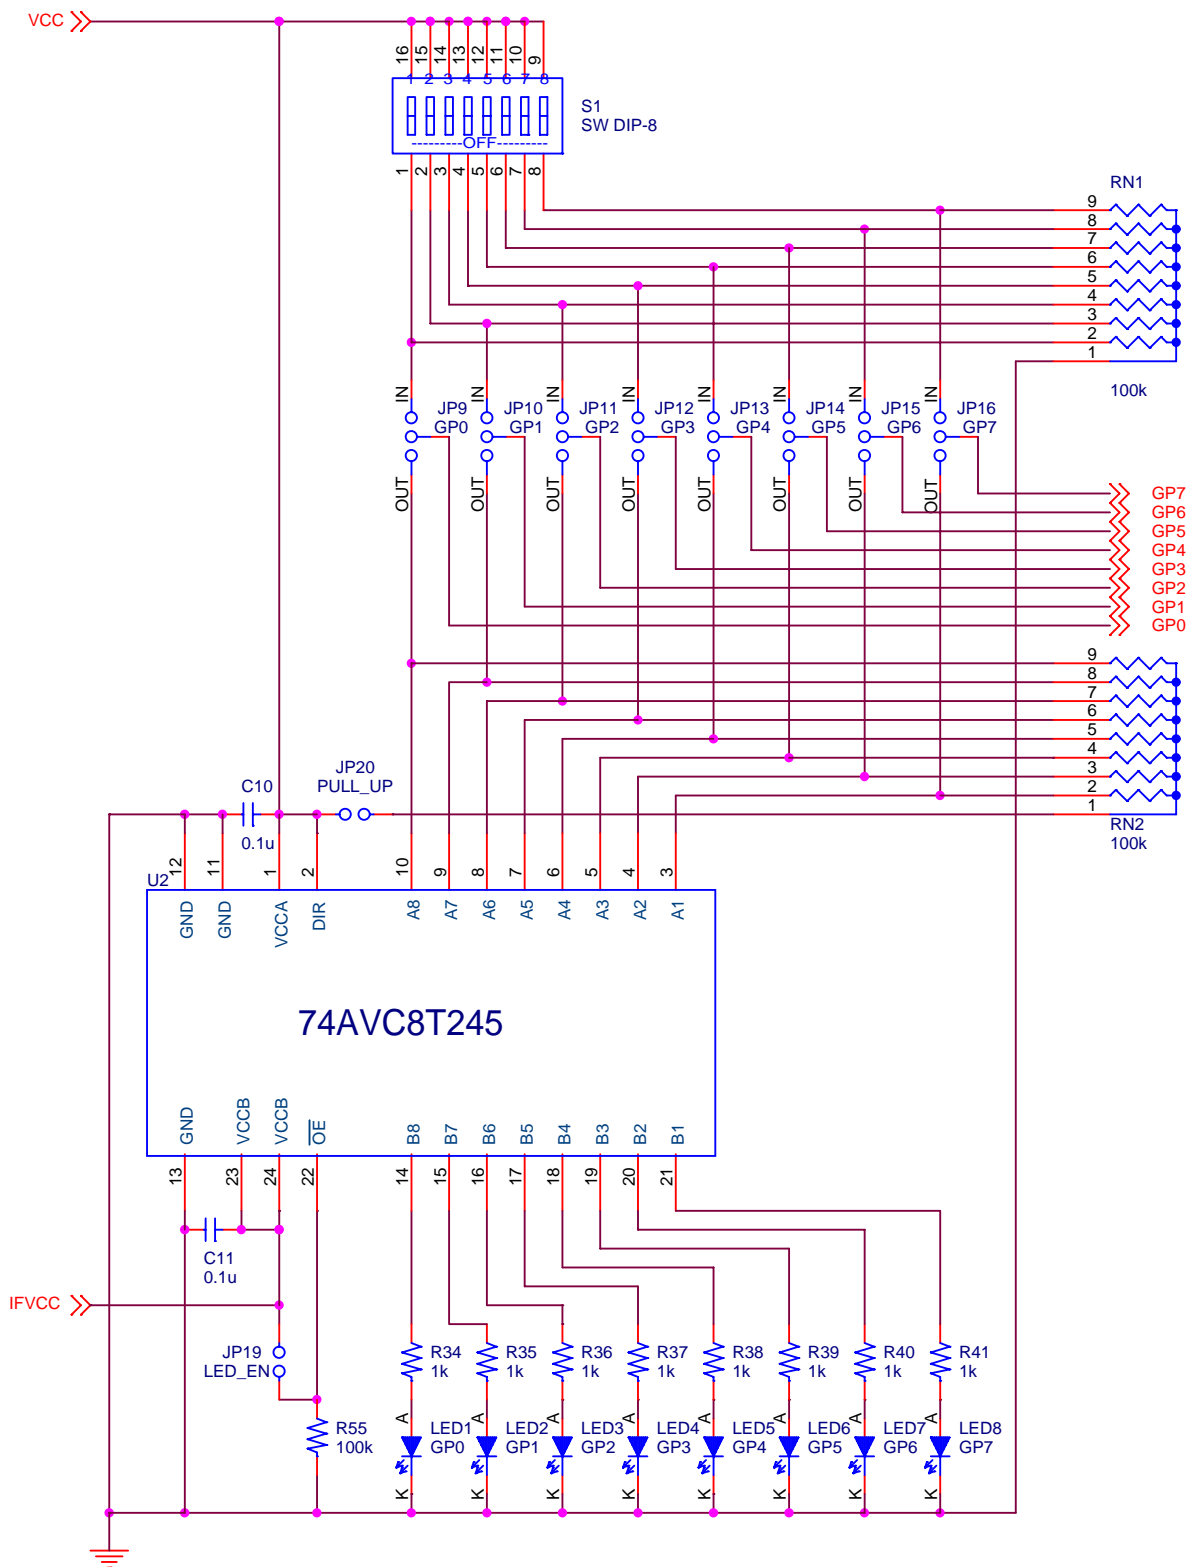 VCC
16 15 14 13 12 11 10 9
1 2 3 4 5 6 7 8
---------OFF---------
S1
SW DIP-8
1 2 3 4 5 6 7 8
RN1
9
8
7
6
5
4
3
2
1
100k
IN IN IN IN IN IN IN IN
JP9 JP10 JP11 JP12 JP13 JP14 JP15 JP16
GP0 GP1 GP2 GP3 GP4 GP5 GP6 GP7
OUT OUT OUT OUT OUT OUT OUT OUT
GP7
GP6
GP5
GP4
GP3
GP2
GP1
GP0
9
8
7
6
5
4
3
2
1
RN2
100k
JP20
PULL_UP
C10
0.1u
12 11 1 2 10 9 8 7 6 5 4 3
U2
GND GND VCCA DIR A8 A7 A6 A5 A4 A3 A2 A1
74AVC8T245
GND VCCB VCCB OE B8 B7 B6 B5 B4 B3 B2 B1
13 23 24 22 14 15 16 17 18 19 20 21
C11
0.1u
IFVCC
JP19
LED_EN
R34 R35 R36 R37 R38 R39 R40 R41
1k 1k 1k 1k 1k 1k 1k 1k
R55
100k
A A A A A A A A
LED1 LED2 LED3 LED4 LED5 LED6 LED7 LED8
GP0 GP1 GP2 GP3 GP4 GP5 GP6 GP7
K K K K K K K K